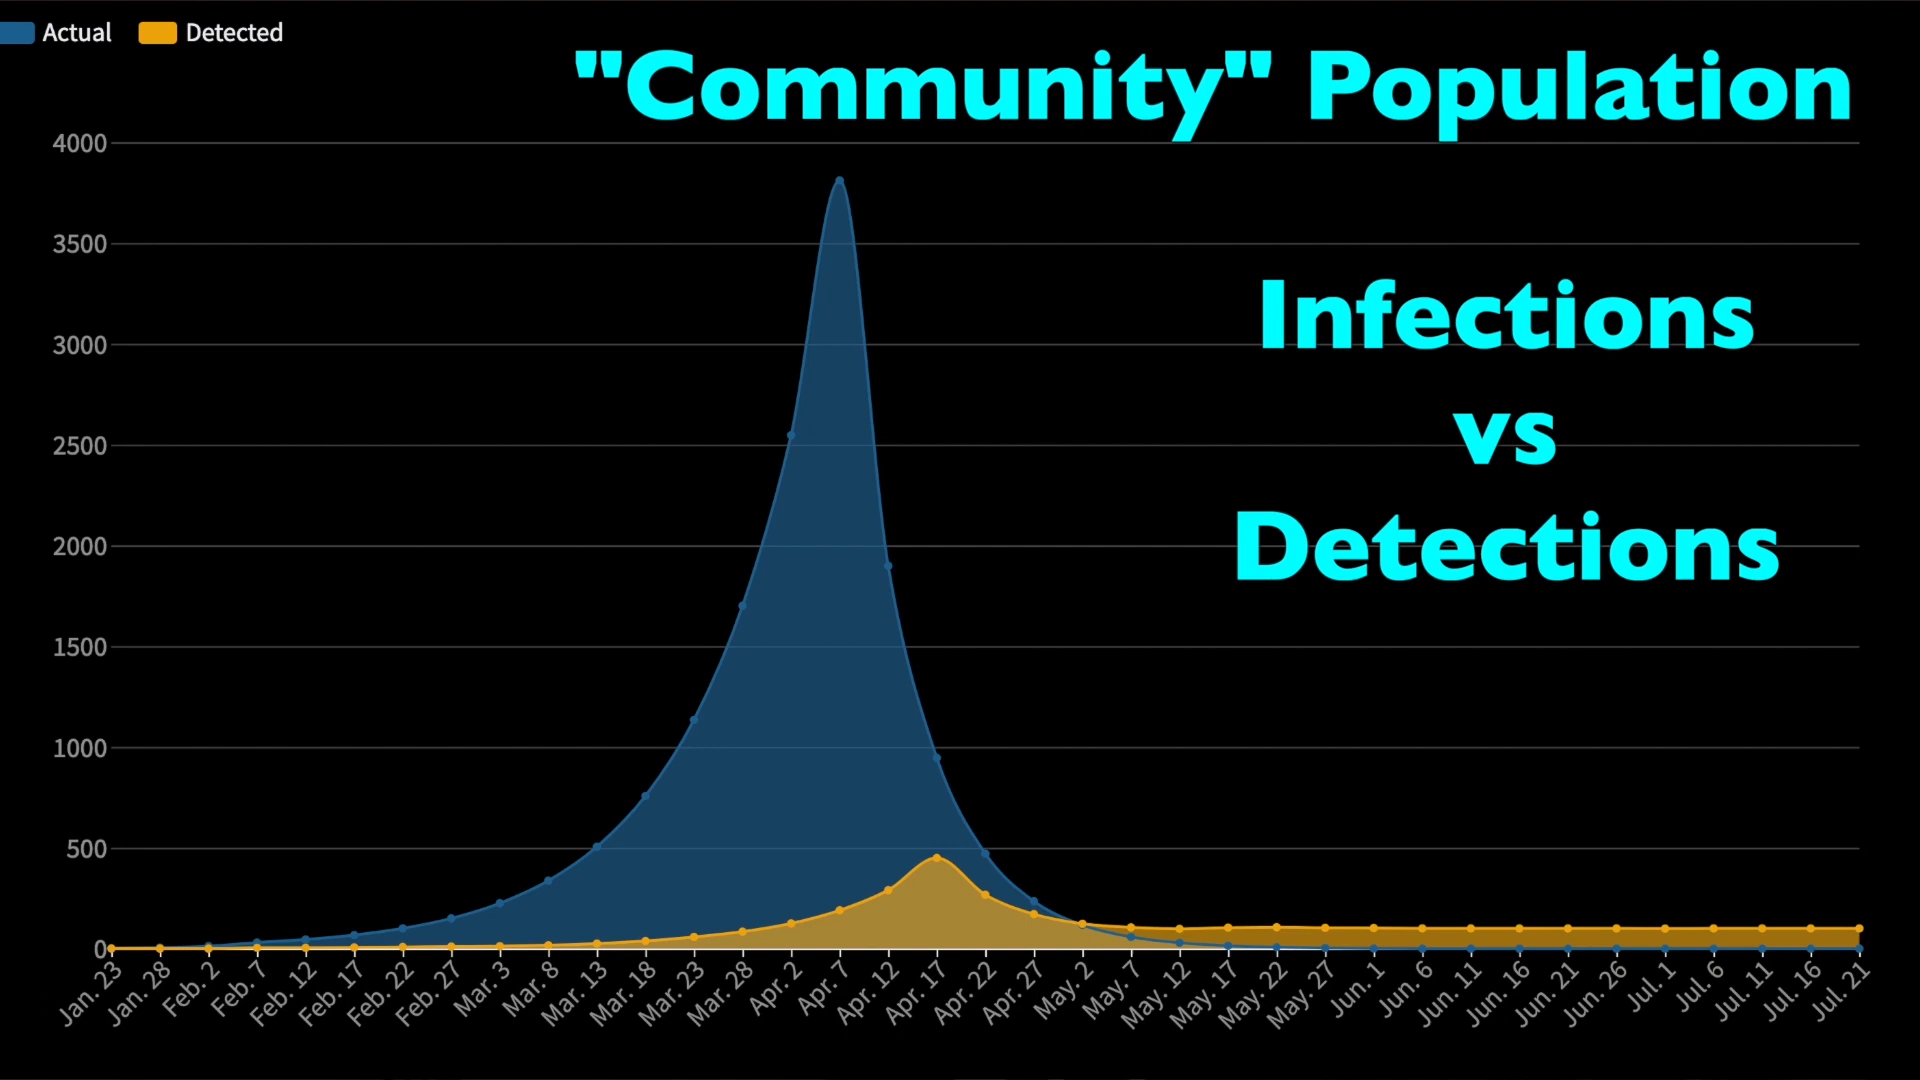 Actual Detected
"Community" Population
Infections
vs
Detections
4000
3500
3000
2500
2000
1500
1000
500
0
Jan. 23 Jan. 28 Feb. 2 Feb. 7 Feb. 12 Feb. 17 Feb. 22 Feb. 27 Mar. 3 Mar. 8 Mar. 13 Mar. 18 Mar. 23 Mar. 28 Apr. 2 Apr. 7 Apr. 12 Apr. 17 Apr. 22 Apr. 27 May. 2 May. 7 May. 12 May. 17 May. 22 May. 27 Jun. 1 Jun. 6 Jun. 11 Jun. 16 Jun. 21 Jun. 26 Jul. 1 Jul. 6 Jul. 11 Jul. 16 Jul. 21